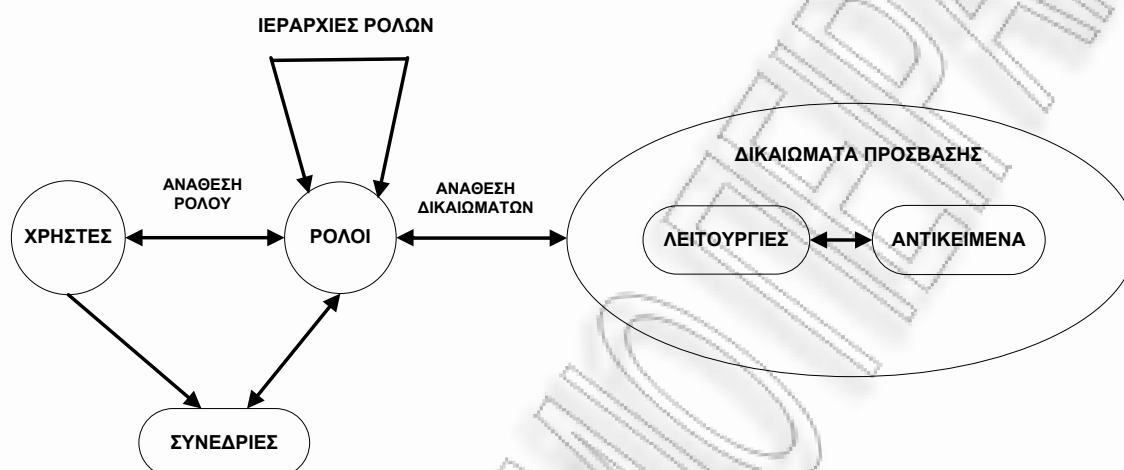 ΙΕΡΑΡΧΙΕΣ ΡΟΛΩΝ
ΔΙΚΑΙΩΜΑΤΑ ΠΡΟΣΒΑΣΗΣ
ΑΝΑΘΕΣΗ
ΡΟΛΟΥ
ΑΝΑΘΕΣΗ
ΔΙΚΑΙΩΜΑΤΩΝ
ΧΡΗΣΤΕΣ
ΡΟΛΟΙ
ΛΕΙΤΟΥΡΓΙΕΣ
ΑΝΤΙΚΕΙΜΕΝΑ
ΣΥΝΕΔΡΙΕΣ